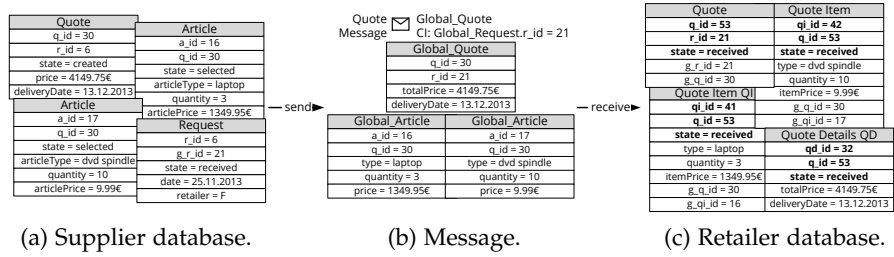 Quote
q_id = 30
r_id = 6
state = created
price = 4149.75€
deliveryDate = 13.12.2013
Article
a_id = 16
q_id = 30
state = selected
articleType = laptop
quantity = 3
articlePrice = 1349.95€
Article
a_id = 17
q_id = 30
state = selected
articleType = dvd spindle
quantity = 10
articlePrice = 9.99€
Request
r_id = 6
g_r_id = 21
state = received
date = 25.11.2013
retailer = F
send
Quote
Message
Global_Quote
CI: Global_Request.r_id = 21
Global_Quote
q_id = 30
r_id = 21
totalPrice = 4149.75€
deliveryDate = 13.12.2013
Global_Article
a_id = 16
q_id = 30
type = laptop
quantity = 3
price = 1349.95€
Global_Article
a_id = 17
q_id = 30
type = dvd spindle
quantity = 10
price = 9.99€
receive
Quote
q_id = 53
r_id = 21
state = received
g_r_id = 21
g_q_id = 30
Quote Item
qi_id = 42
q_id = 53
state = received
type = dvd spindle
quantity = 10
itemPrice = 9.99€
g_q_id = 30
g_qi_id = 17
Quote Item QI
qi_id = 41
q_id = 53
state = received
type = laptop
quantity = 3
itemPrice = 1349.95€
g_q_id = 30
g_qi_id = 16
Quote Details QD
qd_id = 32
q_id = 53
state = received
totalPrice = 4149.75€
deliveryDate = 13.12.2013
(a) Supplier database.
(b) Message.
(c) Retailer database.